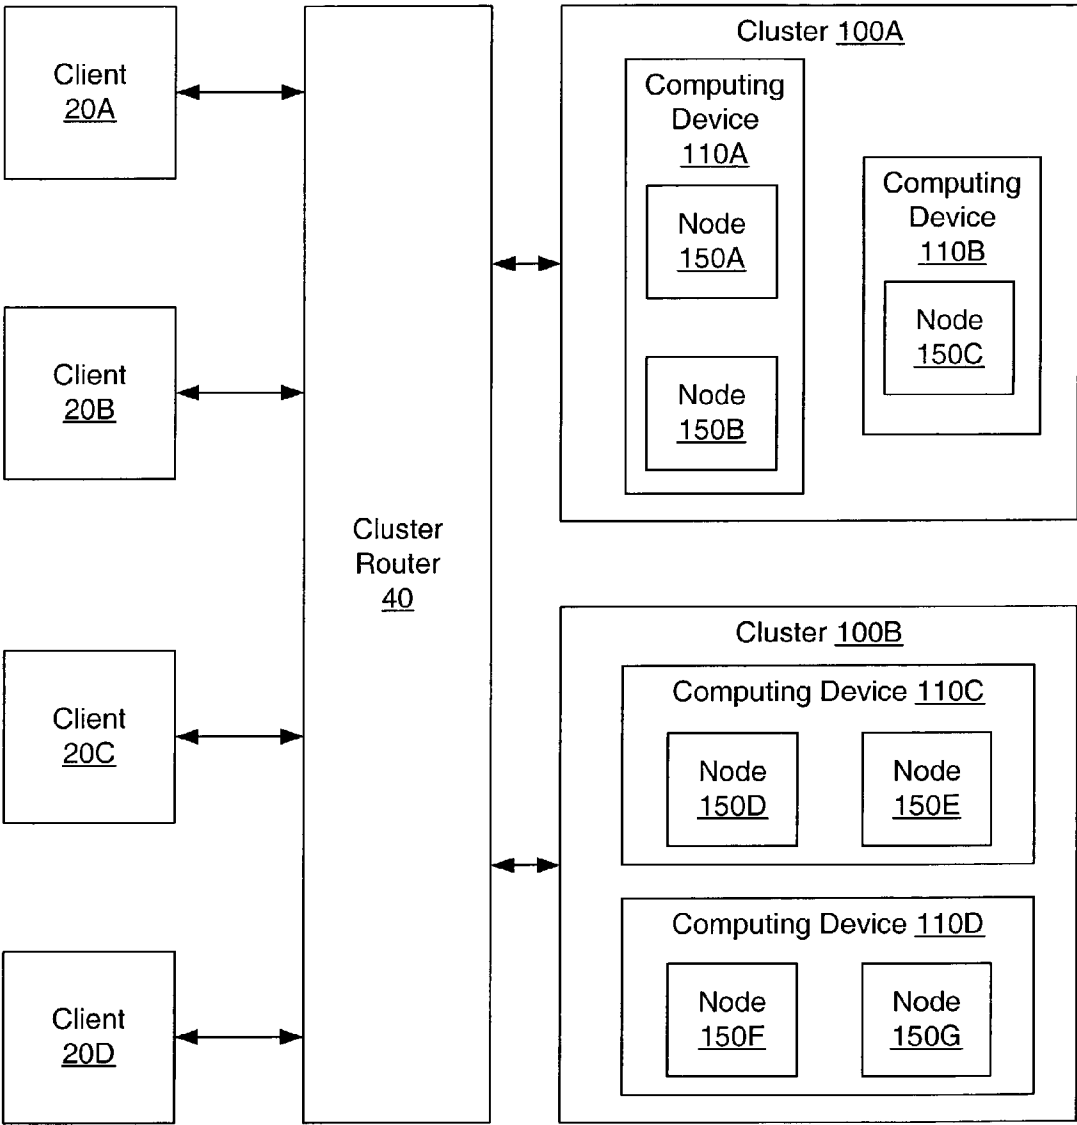 Client
20A
Client
20B
Client
20C
Client
20D
Cluster
Router
40
Cluster 100A
Computing
Device
110A
Node
150A
Node
150B
Computing
Device
110B
Node
150C
Cluster 100B
Computing Device 110C
Node
150D
Node
150E
Computing Device 110D
Node
150F
Node
150G